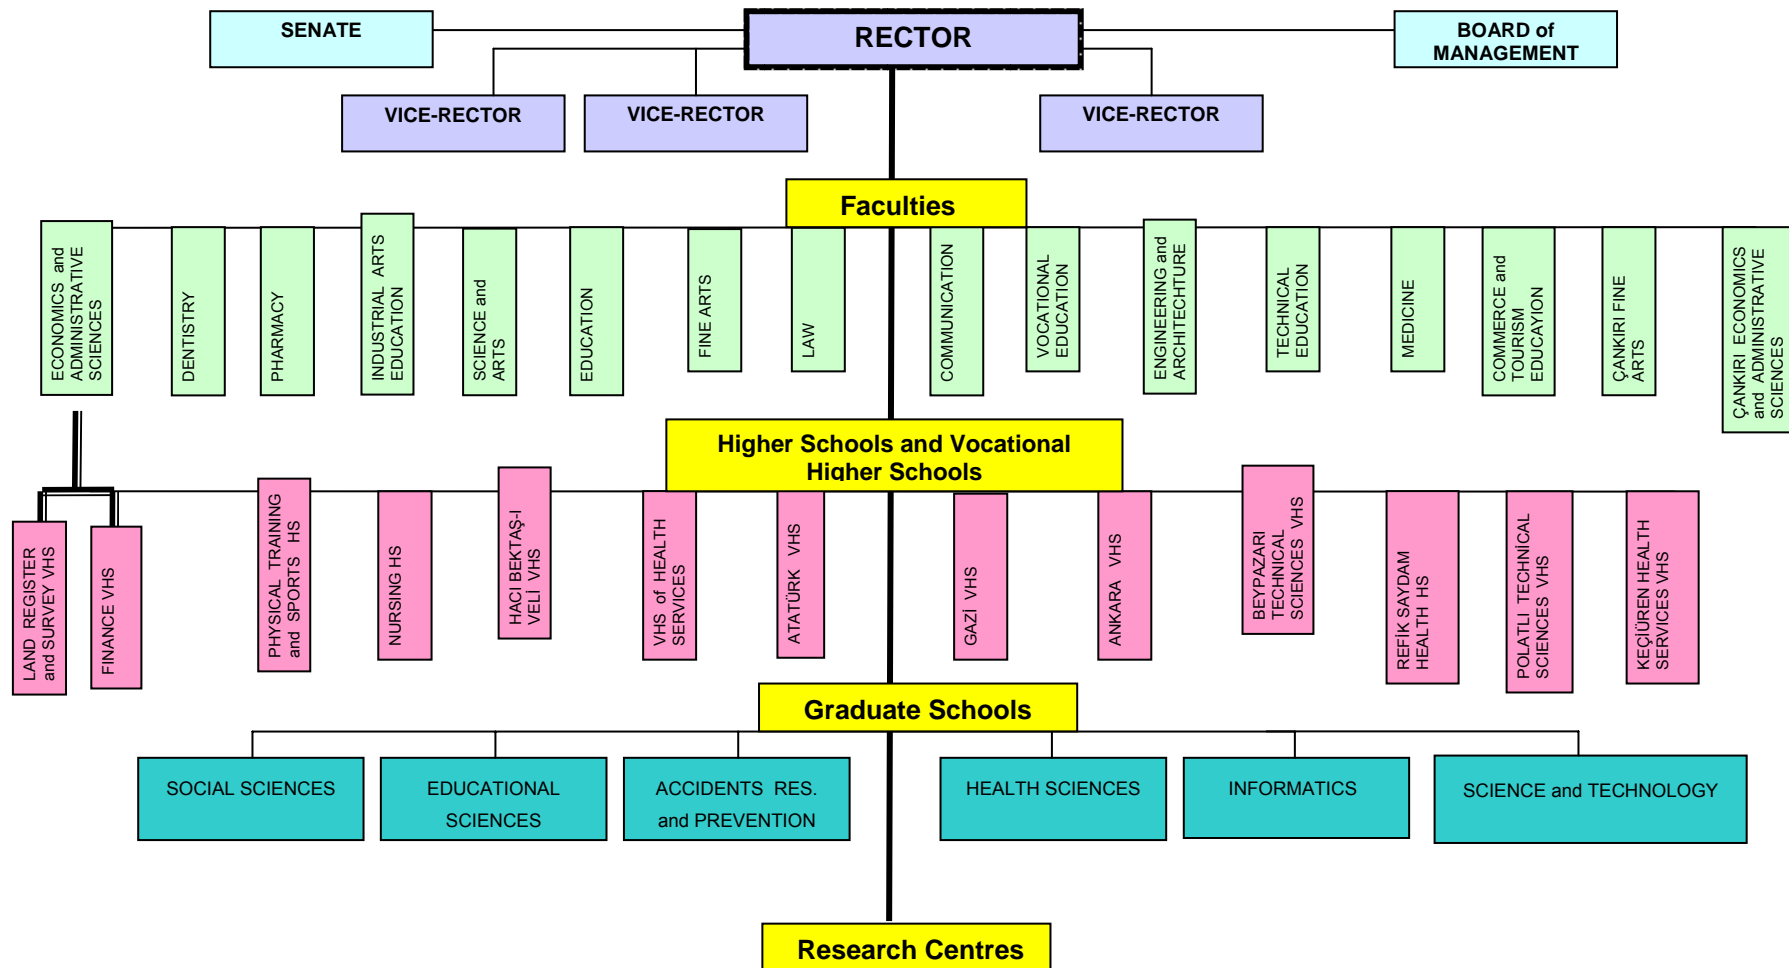 SENATE
RECTOR
BOARD of
MANAGEMENT
VICE-RECTOR
VICE-RECTOR
VICE-RECTOR
Faculties
ECONOMICS and
ADMINISTRATIVE
SCIENCES
DENTISTRY
PHARMACY
INDUSTRIAL ARTS
EDUCATION
SCIENCE and
ARTS
EDUCATION
FINE ARTS
LAW
COMMUNICATION
VOCATIONAL
EDUCATION
ENGINEERING and
ARCHITECHTURE
TECHNICAL
EDUCATION
MEDICINE
COMMERCE and
TOURISM
EDUCAYION
ÇANKIRI FINE
ARTS
ÇANKIRI ECONOMICS
and ADMINISTRATIVE
SCIENCES
Higher Schools and Vocational
Higher Schools
LAND REGISTER
and SURVEY VHS
FINANCE VHS
PHYSICAL TRAINING
and SPORTS HS
NURSING HS
HACI BEKTAŞ-I
VELİ VHS
VHS of HEALTH
SERVICES
ATATÜRK VHS
GAZİ VHS
ANKARA VHS
BEYPAZARI
TECHNICAL
SCIENCES VHS
REFİK SAYDAM
HEALTH HS
POLATLI TECHNİCAL
SCIENCES VHS
KEÇİÜREN HEALTH
SERVICES VHS
Graduate Schools
SOCIAL SCIENCES
EDUCATIONAL
SCIENCES
ACCIDENTS RES.
and PREVENTION
HEALTH SCIENCES
INFORMATICS
SCIENCE and TECHNOLOGY
Research Centres